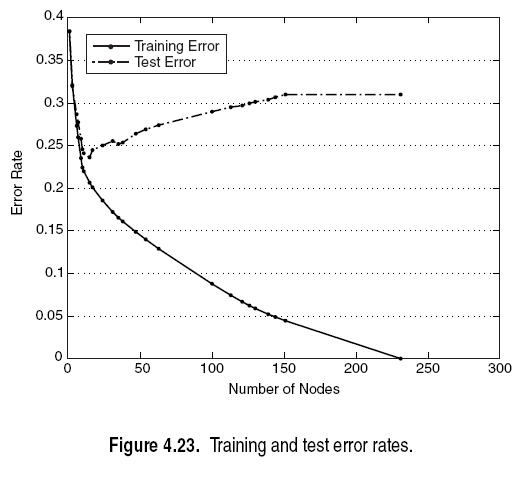 0.4
0.35
0.3
0.25
0.2
0.15
0.1
0.05
0
Error Rate
Training Error
Test Error
0 50 100 150 200 250 300
Number of Nodes
Figure 4.23. Training and test error rates.